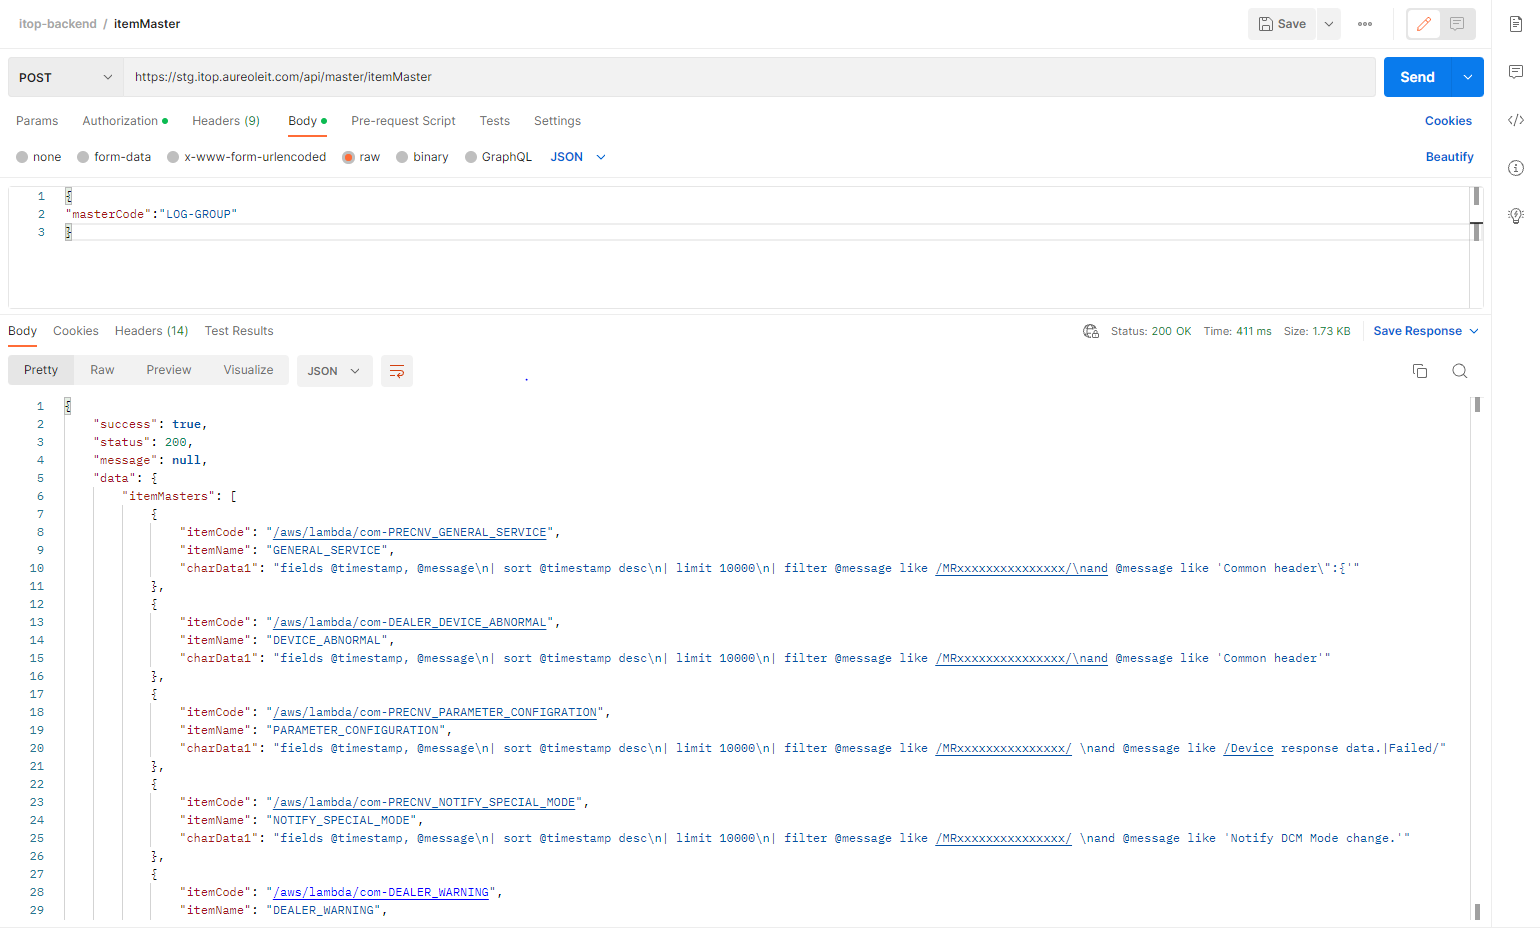 itop-backend / itemMaster
Save
POST
https://stg.itop.aureoleit.com/api/master/itemMaster
Send
Params Authorization Headers (9) Body Pre-request Script Tests Settings Cookies
none form-data x-www-form-urlencoded raw binary GraphQL JSON Beautify
1 {
2 "masterCode":"LOG-GROUP"
3 }
Body Cookies Headers (14) Test Results Status: 200 OK Time: 411 ms Size: 1.73 KB Save Response
Pretty Raw Preview Visualize JSON
1 {
2 "success": true,
3 "status": 200,
4 "message": null,
5 "data": {
6 "itemMasters": [
7 {
8 "itemCode": "/aws/lambda/com-PRECNV_GENERAL_SERVICE",
9 "itemName": "GENERAL_SERVICE",
10 "charData1": "fields @timestamp, @message\n| sort @timestamp desc\n| limit 10000\n| filter @message like /MRxxxxxxxxxxxxxxx/\nand @message like 'Common header\":{'"
11 },
12 {
13 "itemCode": "/aws/lambda/com-DEALER_DEVICE_ABNORMAL",
14 "itemName": "DEVICE_ABNORMAL",
15 "charData1": "fields @timestamp, @message\n| sort @timestamp desc\n| limit 10000\n| filter @message like /MRxxxxxxxxxxxxxxx/\nand @message like 'Common header'"
16 },
17 {
18 "itemCode": "/aws/lambda/com-PRECNV_PARAMETER_CONFIGRATION",
19 "itemName": "PARAMETER_CONFIGURATION",
20 "charData1": "fields @timestamp, @message\n| sort @timestamp desc\n| limit 10000\n| filter @message like /MRxxxxxxxxxxxxxxx/ \nand @message like /Device response data.|Failed/"
21 },
22 {
23 "itemCode": "/aws/lambda/com-PRECNV_NOTIFY_SPECIAL_MODE",
24 "itemName": "NOTIFY_SPECIAL_MODE",
25 "charData1": "fields @timestamp, @message\n| sort @timestamp desc\n| limit 10000\n| filter @message like /MRxxxxxxxxxxxxxxx/ \nand @message like 'Notify DCM Mode change.'"
26 },
27 {
28 "itemCode": "/aws/lambda/com-DEALER_WARNING",
29 "itemName": "DEALER_WARNING",